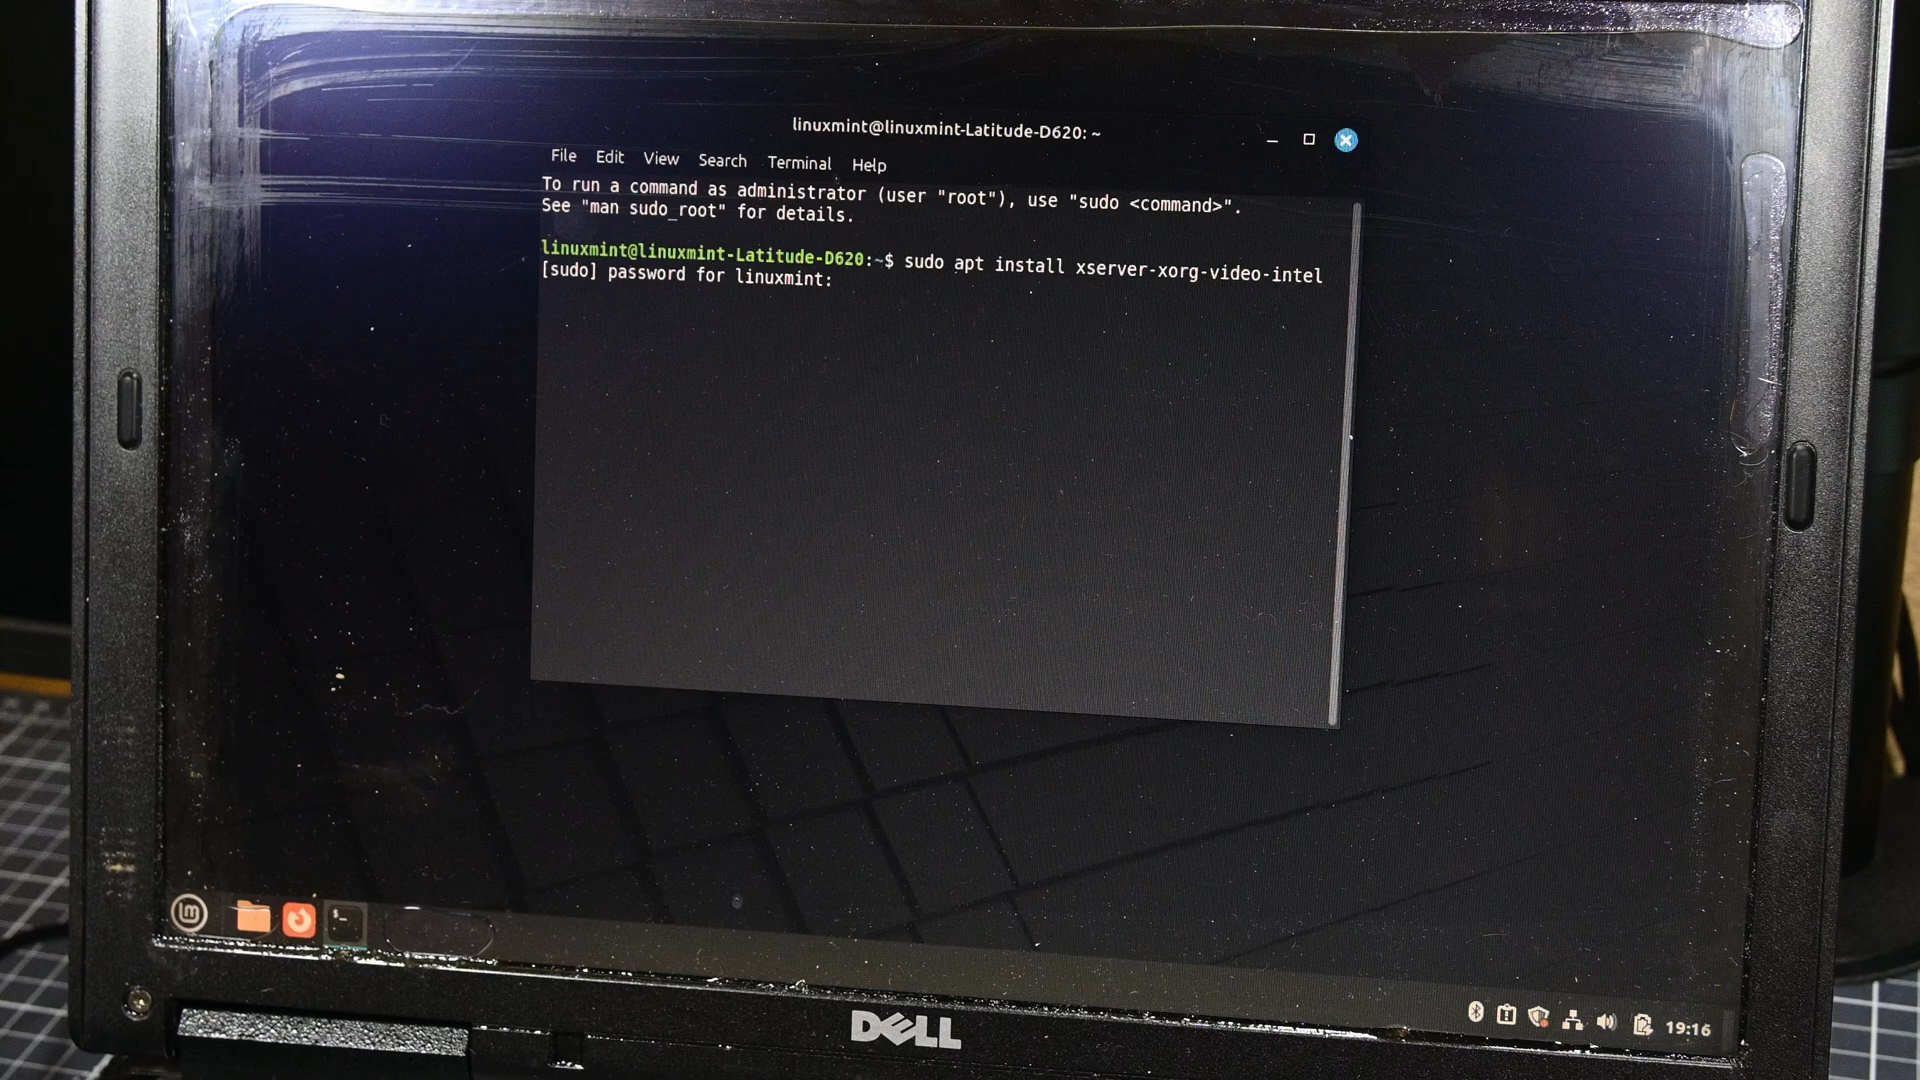 linuxmint@linuxmint-Latitude-D620: ~
File Edit View Search Terminal Help
To run a command as administrator (user "root"), use "sudo <command>".
See "man sudo_root" for details.
linuxmint@linuxmint-Latitude-D620:~$ sudo apt install xserver-xorg-video-intel
[sudo] password for linuxmint:
19:16
DELL